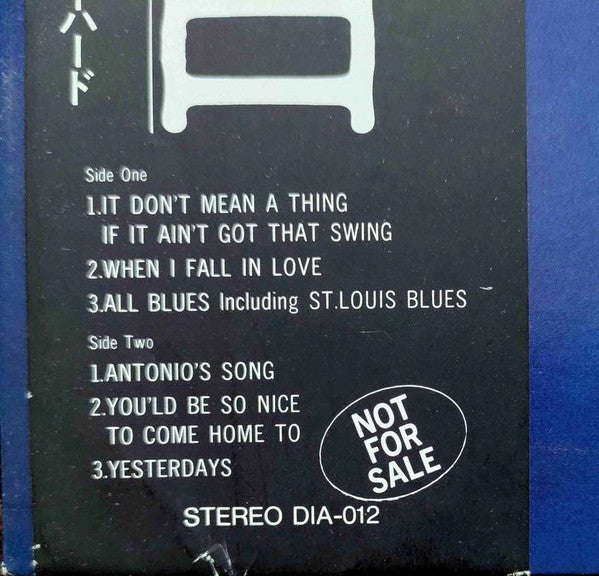 ハード
Side One
1.IT DON'T MEAN A THING
IF IT AIN'T GOT THAT SWING
2.WHEN I FALL IN LOVE
3.ALL BLUES Including ST.LOUIS BLUES
Side Two
1.ANTONIO'S SONG
2.YOU'LD BE SO NICE
TO COME HOME TO
3.YESTERDAYS
NOT
FOR
SALE
STEREO DIA-012